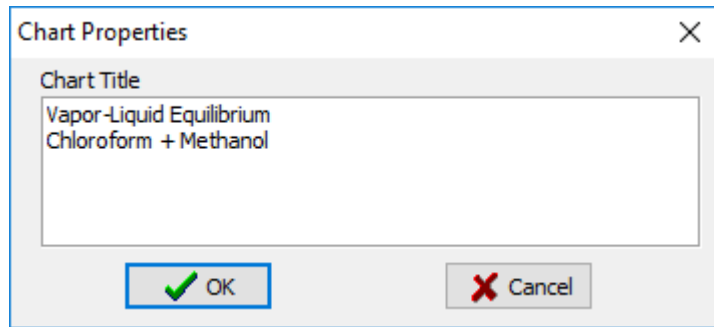 Chart Properties
Chart Title
Vapor-Liquid Equilibrium
Chloroform + Methanol
OK
Cancel